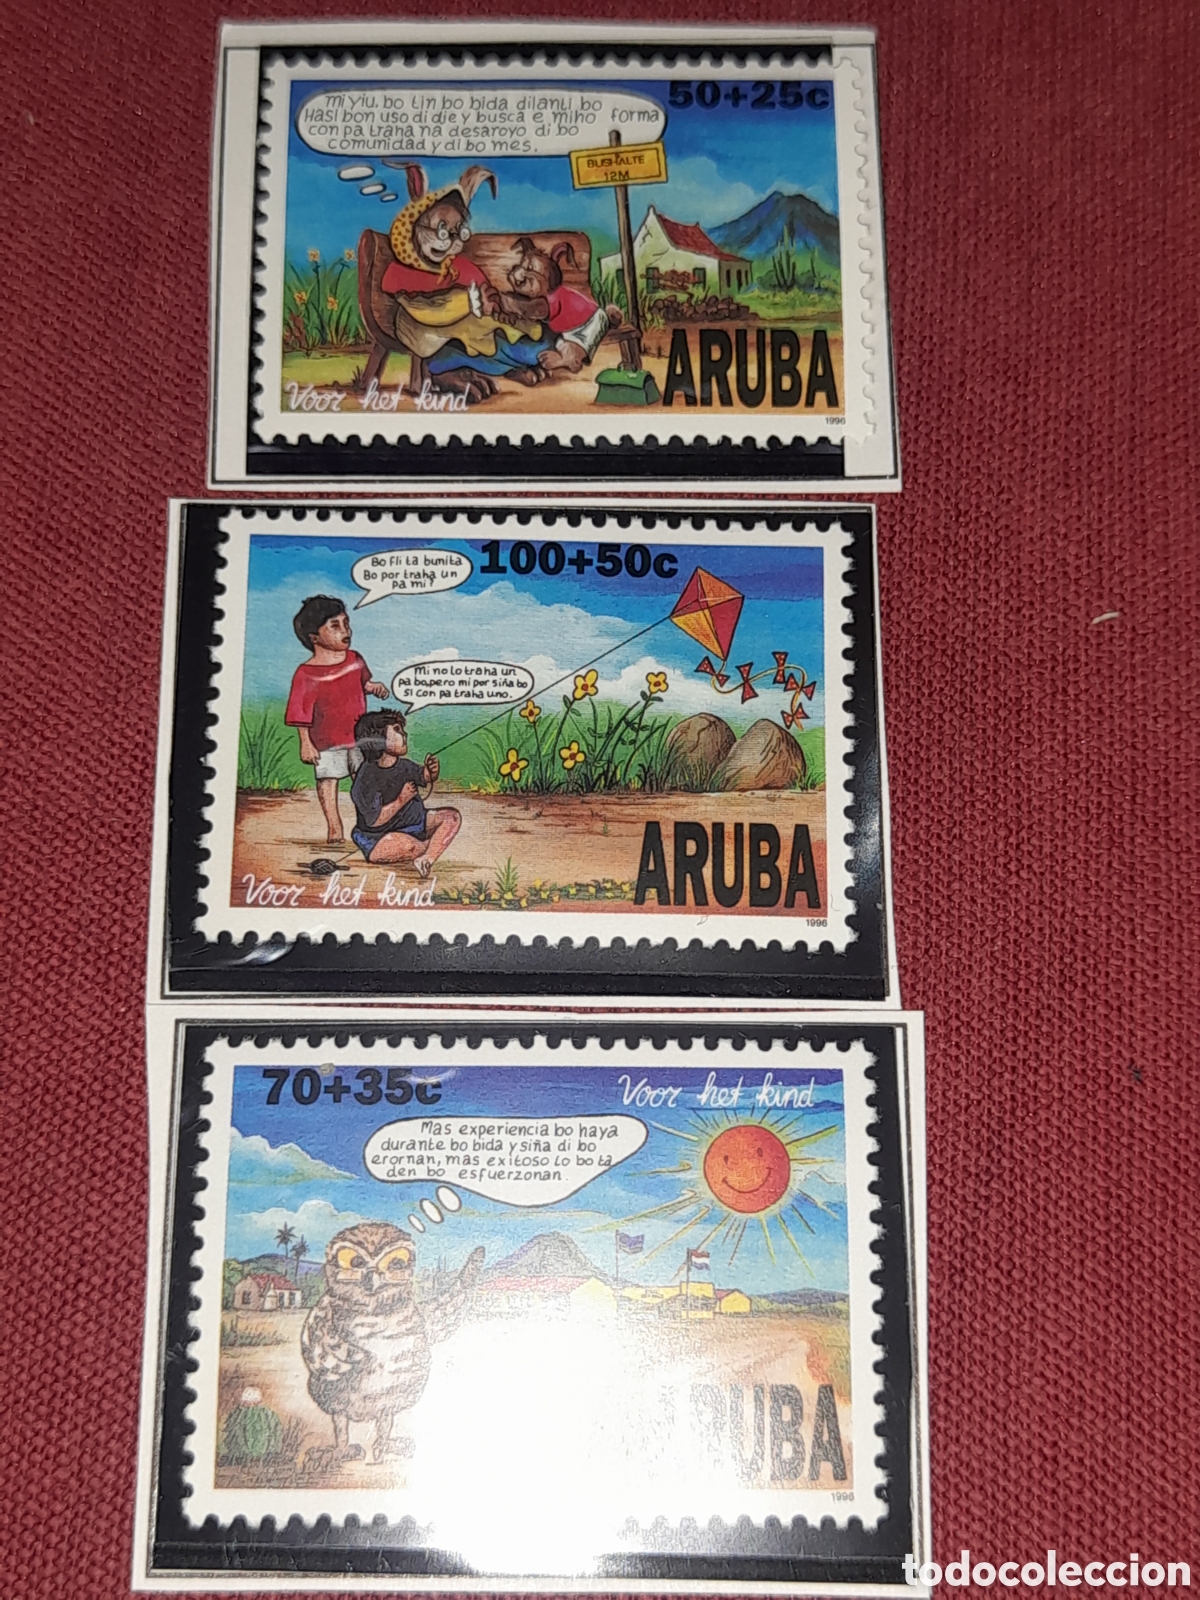 50+25c
mi yiu, bo tin bo bida dilanti bo
Hasi bon uso di dje y busca e miho forma
con pa traha na desaroyo di bo
comunidad y di bo mes.
BUSHALTE
12M
ARUBA
Voor het kind
1996
100+50c
Bo fli ta bunita
Bo por traha un
pa mi?
Mi no lo traha un
pa bo, pero mi por siña bo
si con pa traha uno.
ARUBA
Voor het kind
1996
70+35c
Voor het kind
Mas experiencia bo haya
durante bo bida y siña di bo
erornan, mas exitoso lo bo ta
den bo esfuerzonan.
ARUBA
1996
todocoleccion